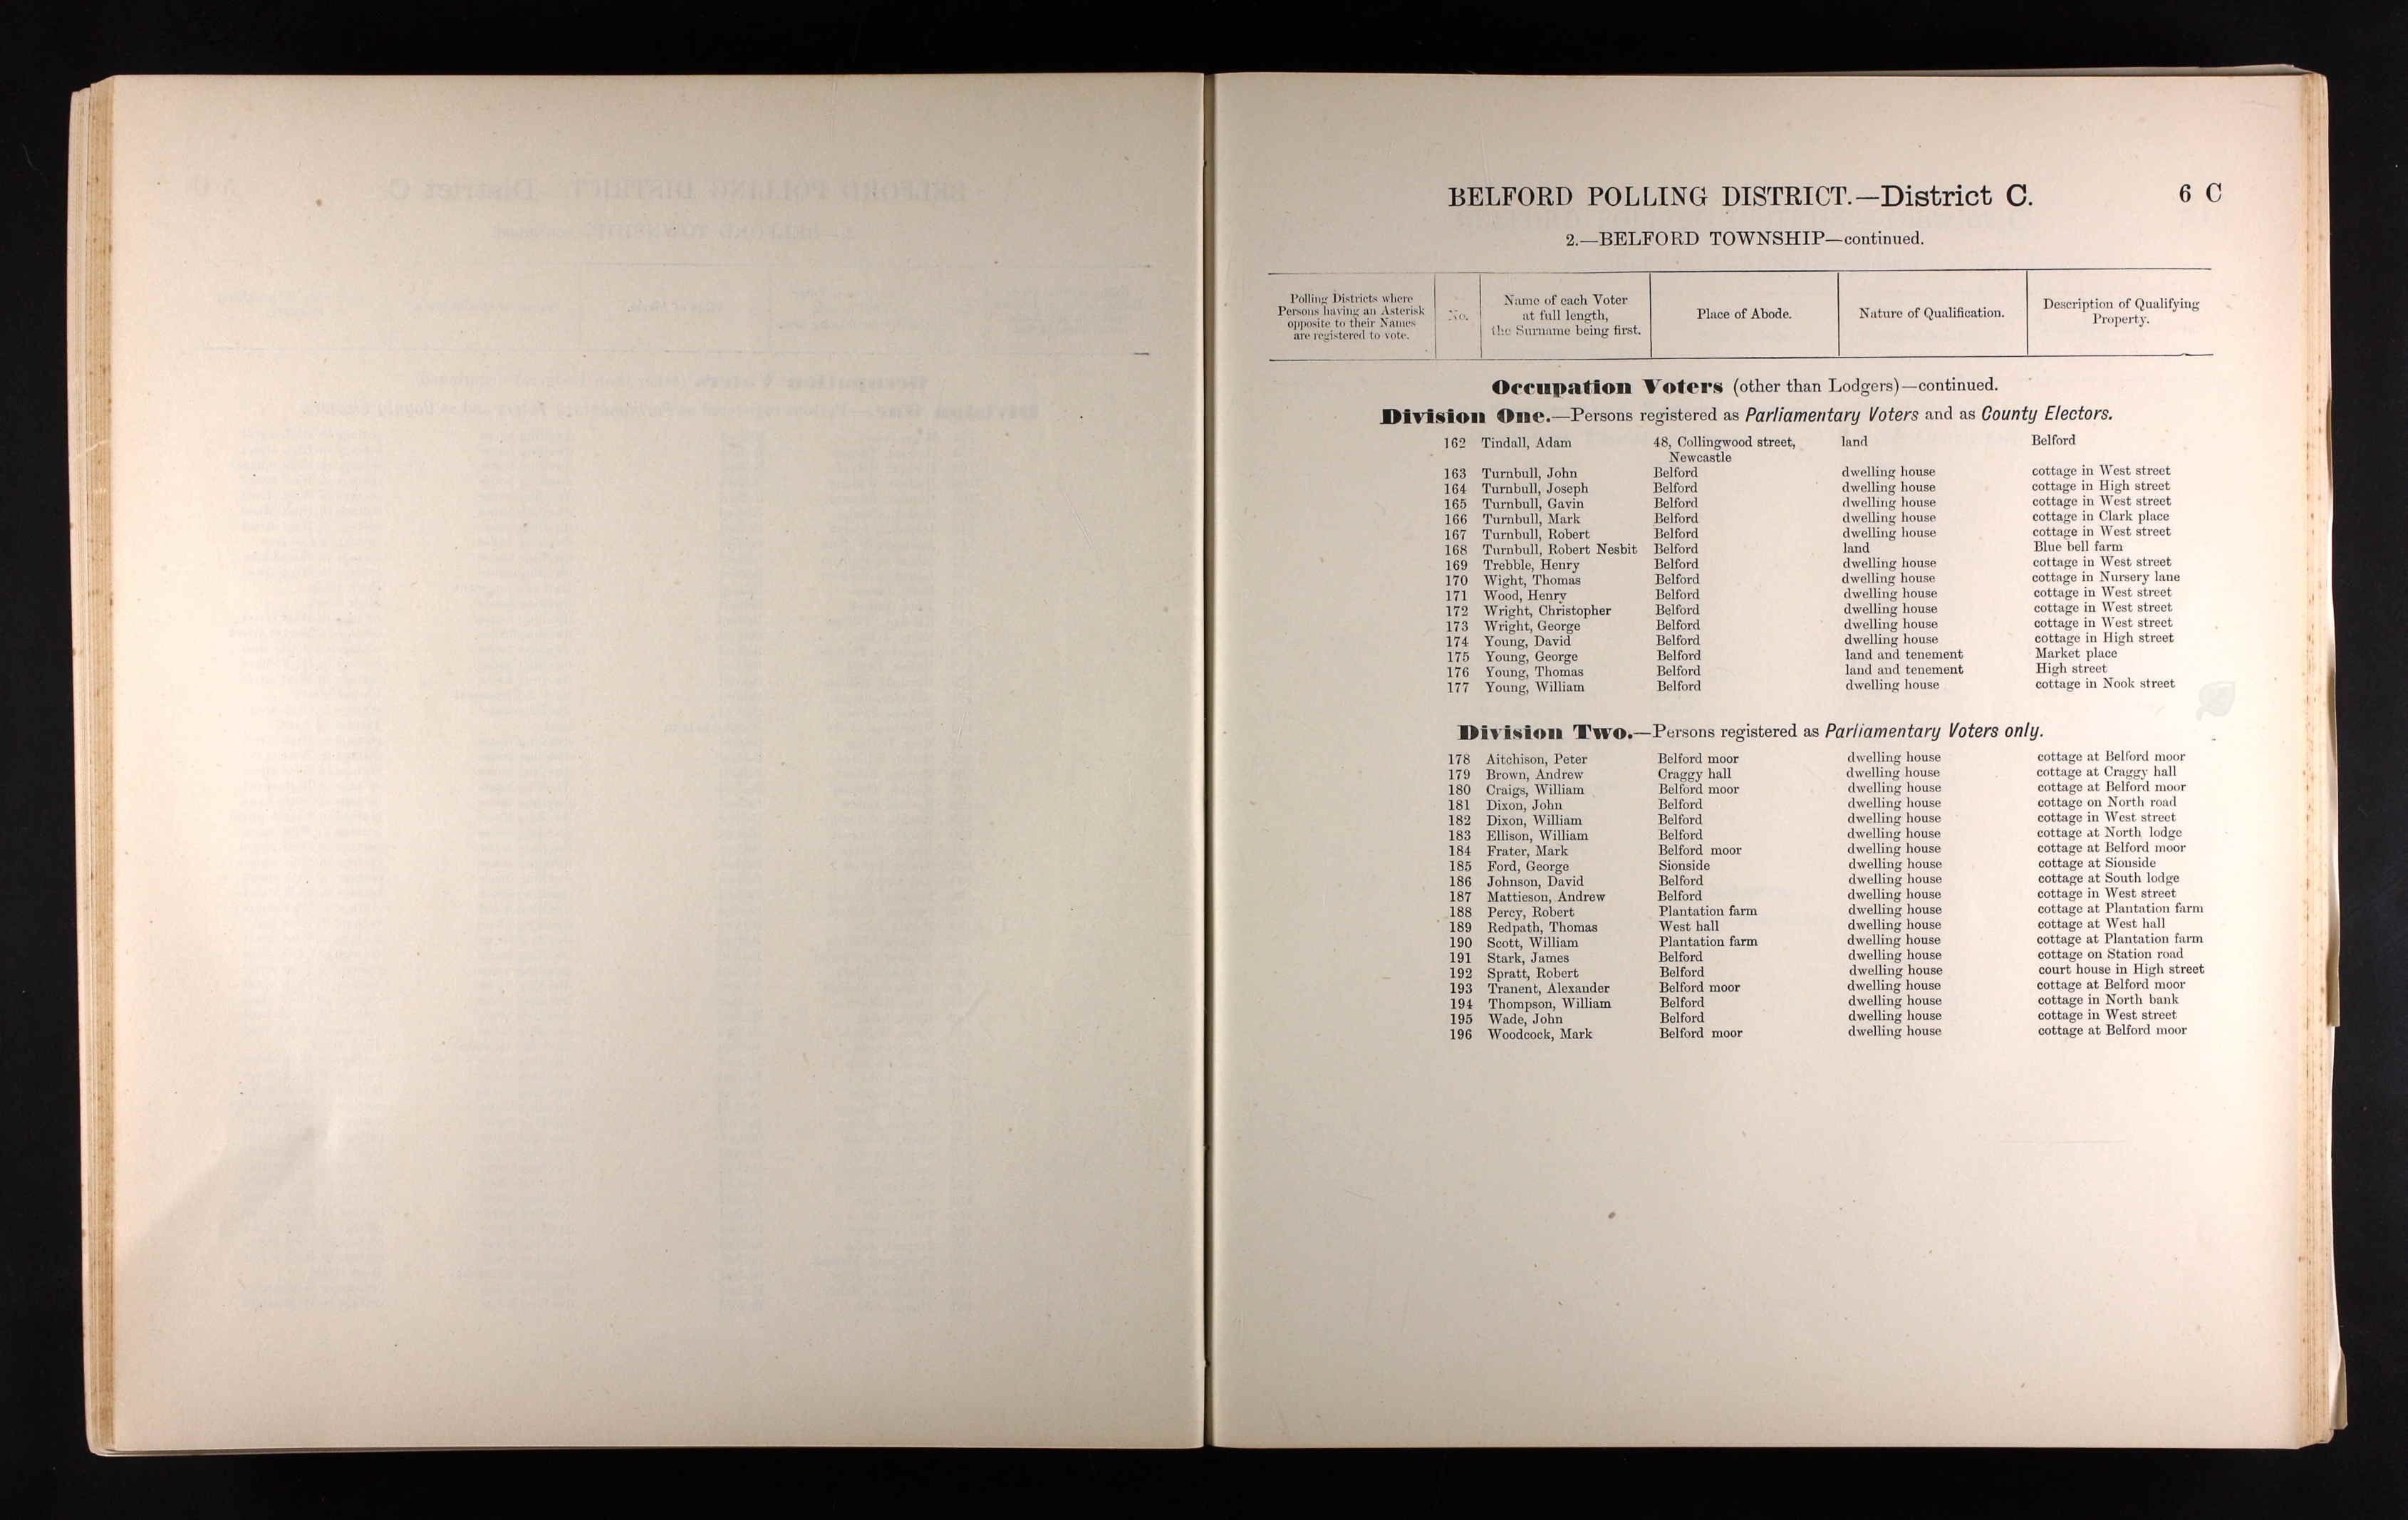 BELFORD POLLING DISTRICT.—District C. 6 C
2.—BELFORD TOWNSHIP—continued.
Polling Districts where
Persons having an Asterisk
opposite to their Names
are registered to vote.
No.
Name of each Voter
at full length,
the Surname being first.
Place of Abode.
Nature of Qualification.
Description of Qualifying
Property.
Occupation Voters (other than Lodgers)—continued.
Division One.—Persons registered as Parliamentary Voters and as County Electors.
162 Tindall, Adam 48, Collingwood street, land Belford
Newcastle
163 Turnbull, John Belford dwelling house cottage in West street
164 Turnbull, Joseph Belford dwelling house cottage in High street
165 Turnbull, Gavin Belford dwelling house cottage in West street
166 Turnbull, Mark Belford dwelling house cottage in Clark place
167 Turnbull, Robert Belford dwelling house cottage in West street
168 Turnbull, Robert Nesbit Belford land Blue bell farm
169 Trebble, Henry Belford dwelling house cottage in West street
170 Wight, Thomas Belford dwelling house cottage in Nursery lane
171 Wood, Henry Belford dwelling house cottage in West street
172 Wright, Christopher Belford dwelling house cottage in West street
173 Wright, George Belford dwelling house cottage in West street
174 Young, David Belford dwelling house cottage in High street
175 Young, George Belford land and tenement Market place
176 Young, Thomas Belford land and tenement High street
177 Young, William Belford dwelling house cottage in Nook street
Division Two.—Persons registered as Parliamentary Voters only.
178 Aitchison, Peter Belford moor dwelling house cottage at Belford moor
179 Brown, Andrew Craggy hall dwelling house cottage at Craggy hall
180 Craigs, William Belford moor dwelling house cottage at Belford moor
181 Dixon, John Belford dwelling house cottage on North road
182 Dixon, William Belford dwelling house cottage in West street
183 Ellison, William Belford dwelling house cottage at North lodge
184 Frater, Mark Belford moor dwelling house cottage at Belford moor
185 Ford, George Sionside dwelling house cottage at Sionside
186 Johnson, David Belford dwelling house cottage at South lodge
187 Mattieson, Andrew Belford dwelling house cottage in West street
188 Percy, Robert Plantation farm dwelling house cottage at Plantation farm
189 Redpath, Thomas West hall dwelling house cottage at West hall
190 Scott, William Plantation farm dwelling house cottage at Plantation farm
191 Stark, James Belford dwelling house cottage on Station road
192 Spratt, Robert Belford dwelling house court house in High street
193 Tranent, Alexander Belford moor dwelling house cottage at Belford moor
194 Thompson, William Belford dwelling house cottage in North bank
195 Wade, John Belford dwelling house cottage in West street
196 Woodcock, Mark Belford moor dwelling house cottage at Belford moor